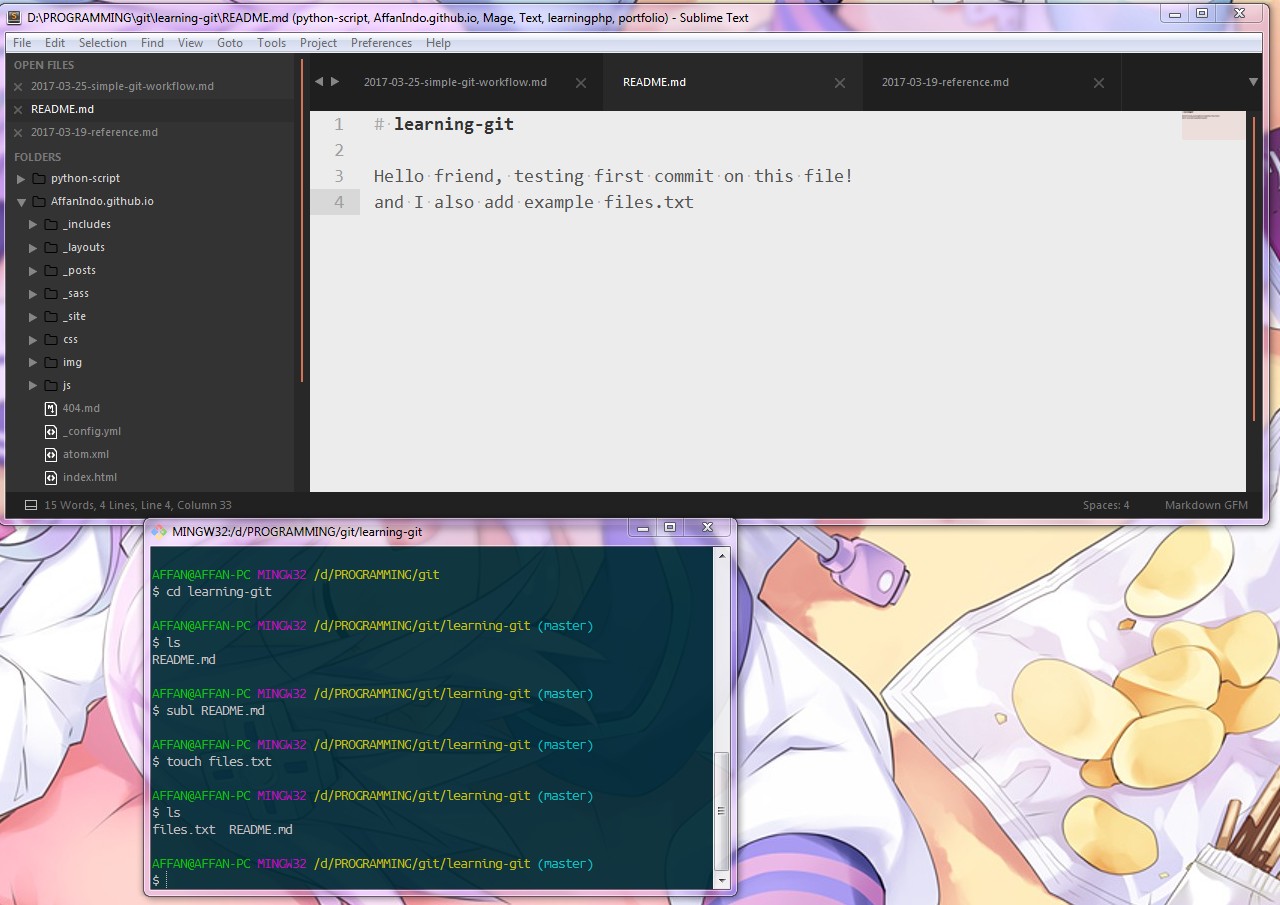 D:\PROGRAMMING\git\learning-git\README.md (python-script, AffanIndo.github.io, Mage, Text, learningphp, portfolio) - Sublime Text
File Edit Selection Find View Goto Tools Project Preferences Help
OPEN FILES
2017-03-25-simple-git-workflow.md
README.md
2017-03-19-reference.md
FOLDERS
python-script
AffanIndo.github.io
_includes
_layouts
_posts
_sass
_site
css
img
js
404.md
_config.yml
atom.xml
index.html
2017-03-25-simple-git-workflow.md README.md 2017-03-19-reference.md
1 # learning-git
2
3 Hello friend, testing first commit on this file!
4 and I also add example files.txt
15 Words, 4 Lines, Line 4, Column 33 Spaces: 4 Markdown GFM
MINGW32:/d/PROGRAMMING/git/learning-git
AFFAN@AFFAN-PC MINGW32 /d/PROGRAMMING/git
$ cd learning-git
AFFAN@AFFAN-PC MINGW32 /d/PROGRAMMING/git/learning-git (master)
$ ls
README.md
AFFAN@AFFAN-PC MINGW32 /d/PROGRAMMING/git/learning-git (master)
$ subl README.md
AFFAN@AFFAN-PC MINGW32 /d/PROGRAMMING/git/learning-git (master)
$ touch files.txt
AFFAN@AFFAN-PC MINGW32 /d/PROGRAMMING/git/learning-git (master)
$ ls
files.txt README.md
AFFAN@AFFAN-PC MINGW32 /d/PROGRAMMING/git/learning-git (master)
$